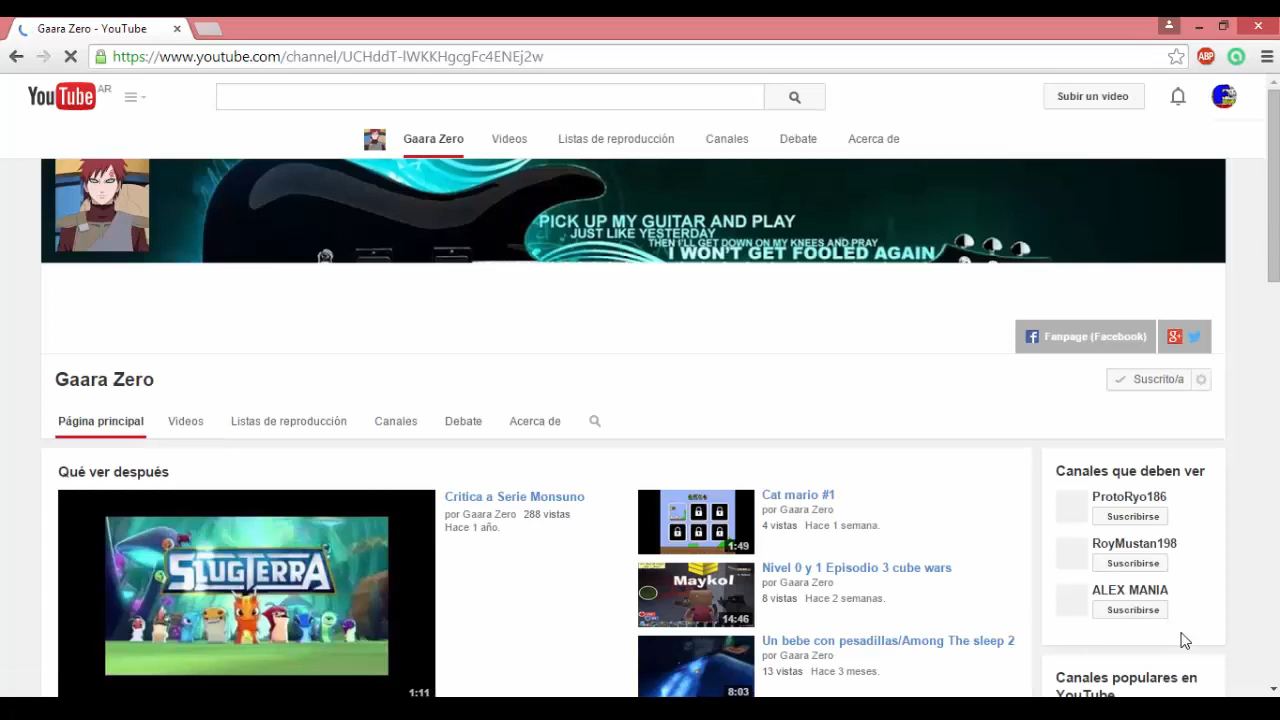 Gaara Zero - YouTube
https://www.youtube.com/channel/UCHddT-lWKKHgcgFc4ENEj2w
ABP
YouTube AR
Subir un video
Gaara Zero Videos Listas de reproducción Canales Debate Acerca de
PICK UP MY GUITAR AND PLAY
JUST LIKE YESTERDAY
THEN I'LL GET DOWN ON MY KNEES AND PRAY
I WON'T GET FOOLED AGAIN
Fanpage (Facebook)
Gaara Zero
Suscrito/a
Página principal Videos Listas de reproducción Canales Debate Acerca de
Qué ver después
SLUGTERRA
1:11
Critica a Serie Monsuno
por Gaara Zero 288 vistas
Hace 1 año.
1:49
Cat mario #1
por Gaara Zero
4 vistas Hace 1 semana.
Maykol
14:46
Nivel 0 y 1 Episodio 3 cube wars
por Gaara Zero
8 vistas Hace 2 semanas.
8:03
Un bebe con pesadillas/Among The sleep 2
por Gaara Zero
13 vistas Hace 3 meses.
Canales que deben ver
ProtoRyo186
Suscribirse
RoyMustan198
Suscribirse
ALEX MANIA
Suscribirse
Canales populares en
YouTube